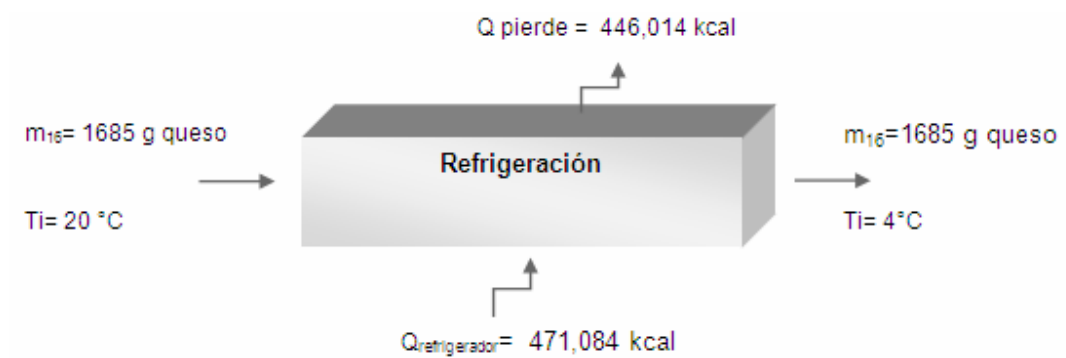 Q pierde = 446,014 kcal
m₁₆= 1685 g queso
m₁₆=1685 g queso
Refrigeración
Ti= 20 °C
Ti= 4°C
Qrefrigerador= 471,084 kcal